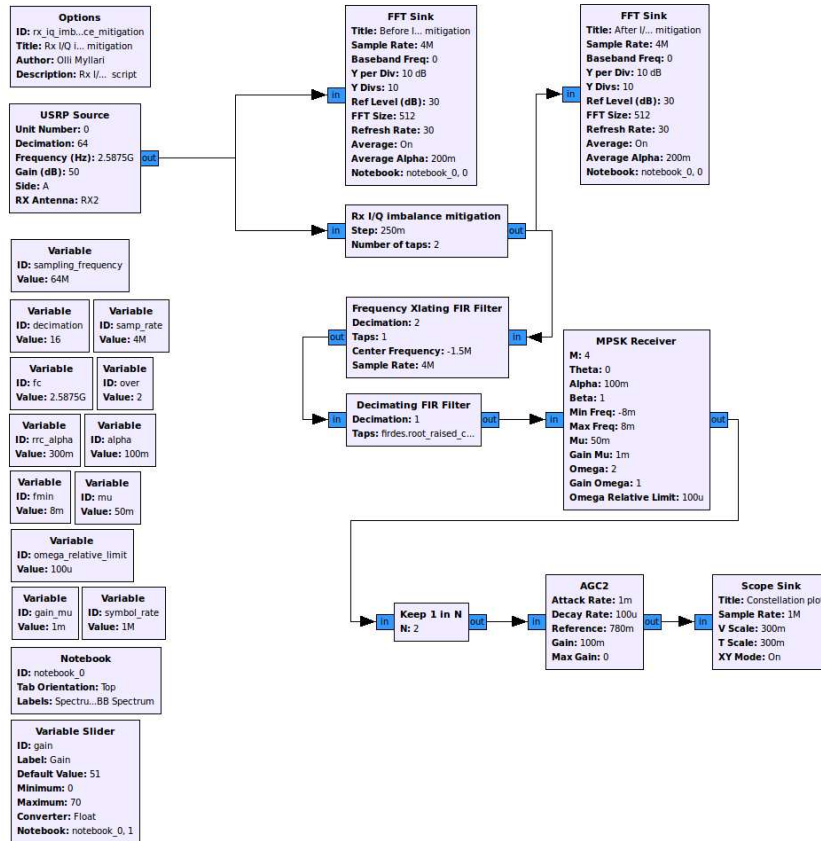 Options
ID: rx_iq_imb...ce_mitigation
Title: Rx I/Q i... mitigation
Author: Olli Myllari
Description: Rx I/... script
USRP Source
Unit Number: 0
Decimation: 64
Frequency (Hz): 2.5875G
Gain (dB): 50
Side: A
RX Antenna: RX2
out
FFT Sink
Title: Before I... mitigation
Sample Rate: 4M
Baseband Freq: 0
Y per Div: 10 dB
Y Divs: 10
Ref Level (dB): 30
FFT Size: 512
Refresh Rate: 30
Average: On
Average Alpha: 200m
Notebook: notebook_0, 0
in
FFT Sink
Title: After I/... mitigation
Sample Rate: 4M
Baseband Freq: 0
Y per Div: 10 dB
Y Divs: 10
Ref Level (dB): 30
FFT Size: 512
Refresh Rate: 30
Average: On
Average Alpha: 200m
Notebook: notebook_0, 0
in
in
Rx I/Q imbalance mitigation
Step: 250m
Number of taps: 2
out
Variable
ID: sampling_frequency
Value: 64M
Variable
ID: decimation
Value: 16
Variable
ID: samp_rate
Value: 4M
Variable
ID: fc
Value: 2.5875G
Variable
ID: over
Value: 2
Variable
ID: rrc_alpha
Value: 300m
Variable
ID: alpha
Value: 100m
Variable
ID: fmin
Value: 8m
Variable
ID: mu
Value: 50m
Variable
ID: omega_relative_limit
Value: 100u
Variable
ID: gain_mu
Value: 1m
Variable
ID: symbol_rate
Value: 1M
Notebook
ID: notebook_0
Tab Orientation: Top
Labels: Spectru...BB Spectrum
Variable Slider
ID: gain
Label: Gain
Default Value: 51
Minimum: 0
Maximum: 70
Converter: Float
Notebook: notebook_0, 1
out
Frequency Xlating FIR Filter
Decimation: 2
Taps: 1
Center Frequency: -1.5M
Sample Rate: 4M
in
in
Decimating FIR Filter
Decimation: 1
Taps: firdes.root_raised_c...
out
in
MPSK Receiver
M: 4
Theta: 0
Alpha: 100m
Beta: 1
Min Freq: -8m
Max Freq: 8m
Mu: 50m
Gain Mu: 1m
Omega: 2
Gain Omega: 1
Omega Relative Limit: 100u
out
in
Keep 1 in N
N: 2
out
in
AGC2
Attack Rate: 1m
Decay Rate: 100u
Reference: 780m
Gain: 100m
Max Gain: 0
out
in
Scope Sink
Title: Constellation plot
Sample Rate: 1M
V Scale: 300m
T Scale: 300m
XY Mode: On